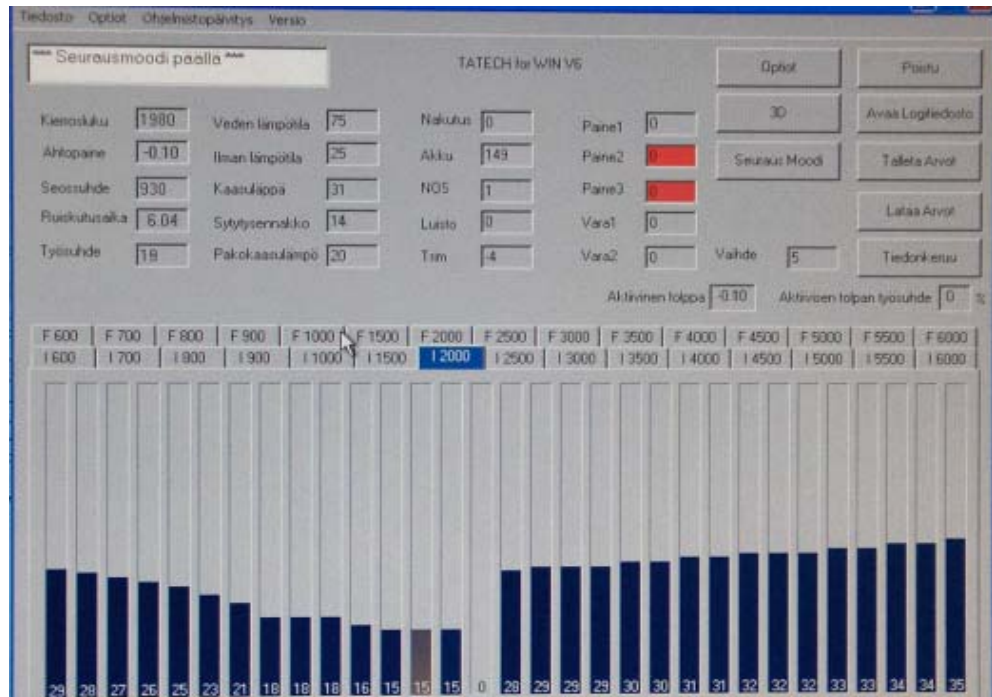 Tiedosto Optiot Ohjelmistopäivitys Versio
*** Seurausmoodi päällä ***
TATECH for WIN V6
Optiot
Poistu
Kierrosluku 1980
Veden lämpötila 75
Nakutus 0
Paine1 0
3D
Avaa Logitiedosto
Ahtopaine -0.10
Ilman lämpötila 25
Akku 149
Paine2 0
Seuraus Moodi
Talleta Arvot
Seossuhde 930
Kaasuläppä 31
NOS 1
Paine3 0
Ruiskutusaika 6.04
Sytytysennakko 14
Luisto 0
Vara1 0
Lataa Arvot
Työsuhde 19
Pakokaasulämpö 20
Trim -4
Vara2 0
Vaihde 5
Tiedonkeruu
Aktiivinen tolppa -0.10 Aktiivisen tolpan työsuhde 0 %
F 600 F 700 F 800 F 900 F 1000 F 1500 F 2000 F 2500 F 3000 F 3500 F 4000 F 4500 F 5000 F 5500 F 6000
I 600 I 700 I 800 I 900 I 1000 I 1500 I 2000 I 2500 I 3000 I 3500 I 4000 I 4500 I 5000 I 5500 I 6000
29 28 27 26 25 23 21 18 18 18 16 15 15 15 0 28 29 29 29 30 30 31 31 32 32 32 33 33 34 34 35